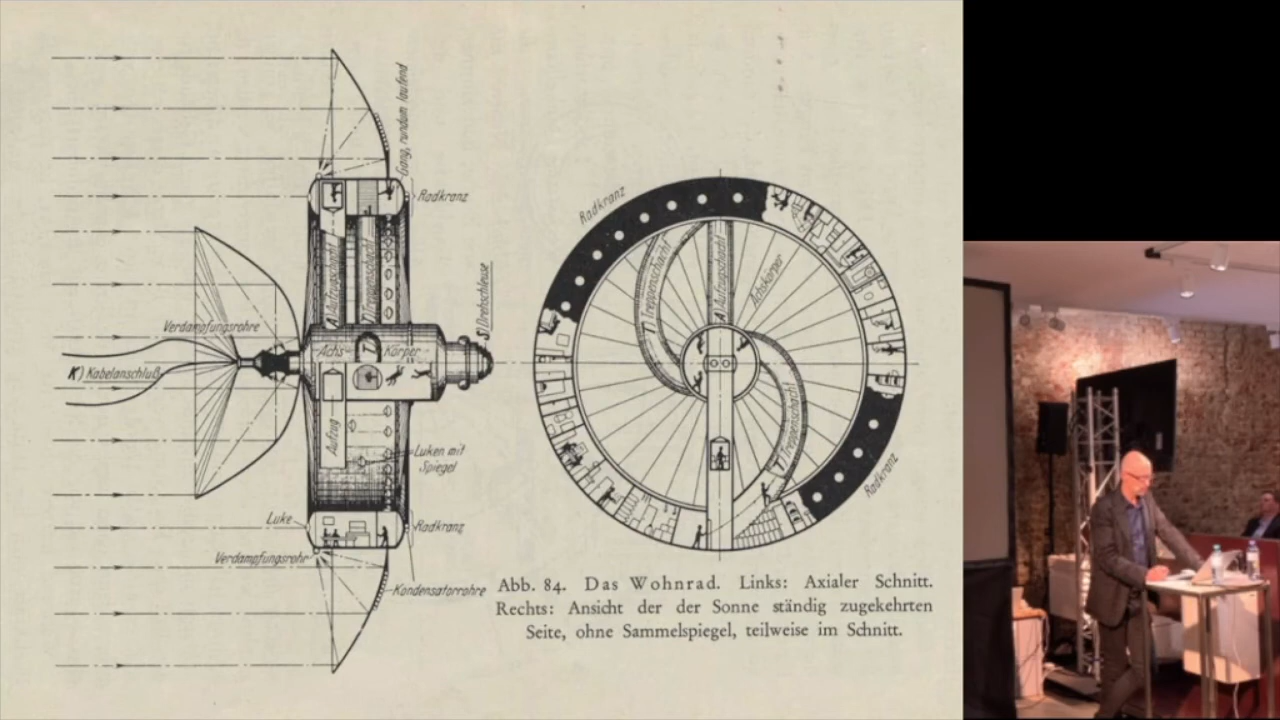 Gang, rundum laufend
Radkranz
A) Aufzugschacht
T) Treppenschacht
S) Drehschleuse
Verdampfungsrohre
Achs
T
Körper
K) Kabelanschluß
Aufzug
Luken mit
Spiegel
Luke
Radkranz
Verdampfungsrohr
Kondensatorrohre
Radkranz
T) Treppenschacht
A) Aufzugschacht
Achskörper
T) Treppenschacht
Radkranz
Abb. 84. Das Wohnrad. Links: Axialer Schnitt.
Rechts: Ansicht der der Sonne ständig zugekehrten
Seite, ohne Sammelspiegel, teilweise im Schnitt.